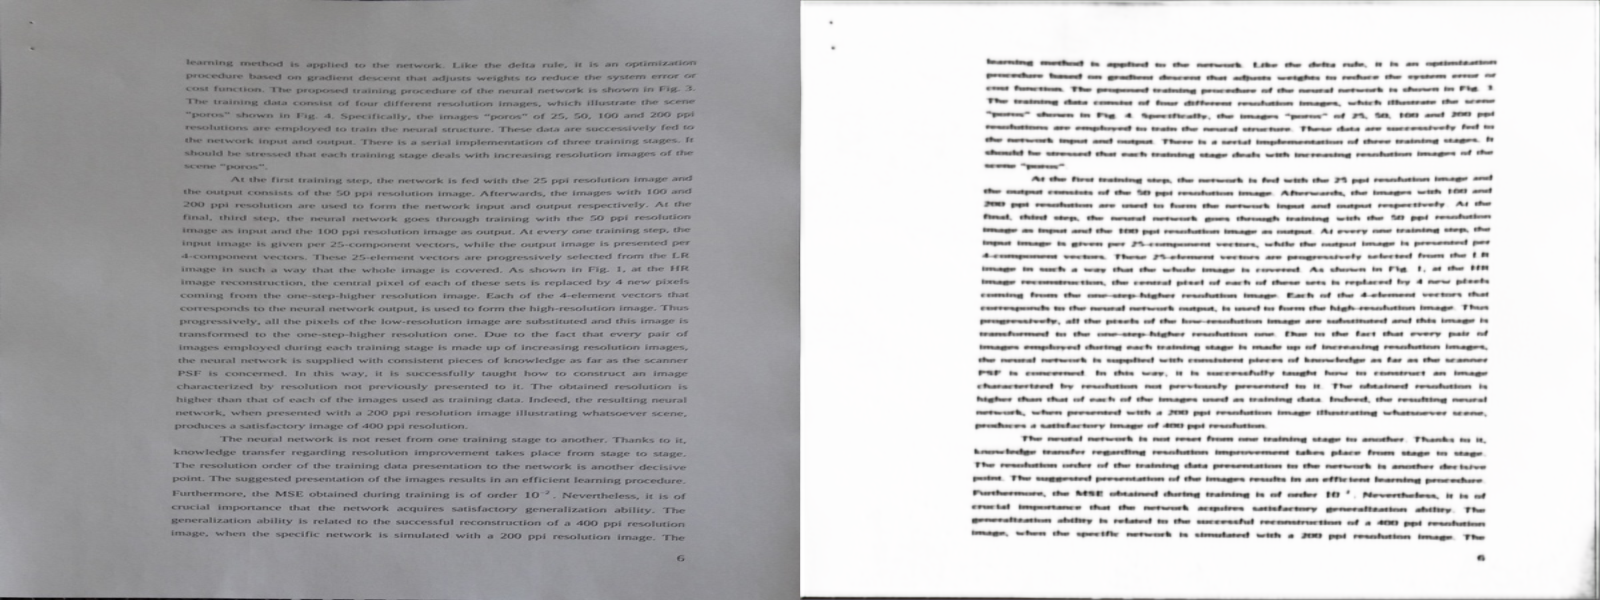 learning method is applied to the network. Like the delta rule, it is an optimization
procedure based on gradient descent that adjusts weights to reduce the system error or
cost function. The proposed training procedure of the neural network is shown in Fig. 3.
The training data consist of four different resolution images, which illustrate the scene
"poros" shown in Fig. 4. Specifically, the images "poros" of 25, 50, 100 and 200 ppi
resolutions are employed to train the neural structure. These data are successively fed to
the network input and output. There is a serial implementation of three training stages. It
should be stressed that each training stage deals with increasing resolution images of the
scene "poros".
At the first training step, the network is fed with the 25 ppi resolution image and
the output consists of the 50 ppi resolution image. Afterwards, the images with 100 and
200 ppi resolution are used to form the network input and output respectively. At the
final, third step, the neural network goes through training with the 50 ppi resolution
image as input and the 100 ppi resolution image as output. At every one training step, the
input image is given per 25-component vectors, while the output image is presented per
4-component vectors. These 25-element vectors are progressively selected from the LR
image in such a way that the whole image is covered. As shown in Fig. 1, at the HR
image reconstruction, the central pixel of each of these sets is replaced by 4 new pixels
coming from the one-step-higher resolution image. Each of the 4-element vectors that
corresponds to the neural network output, is used to form the high-resolution image. Thus
progressively, all the pixels of the low-resolution image are substituted and this image is
transformed to the one-step-higher resolution one. Due to the fact that every pair of
images employed during each training stage is made up of increasing resolution images,
the neural network is supplied with consistent pieces of knowledge as far as the scanner
PSF is concerned. In this way, it is successfully taught how to construct an image
characterized by resolution not previously presented to it. The obtained resolution is
higher than that of each of the images used as training data. Indeed, the resulting neural
network, when presented with a 200 ppi resolution image illustrating whatsoever scene,
produces a satisfactory image of 400 ppi resolution.
The neural network is not reset from one training stage to another. Thanks to it,
knowledge transfer regarding resolution improvement takes place from stage to stage.
The resolution order of the training data presentation to the network is another decisive
point. The suggested presentation of the images results in an efficient learning procedure.
Furthermore, the MSE obtained during training is of order 10⁻². Nevertheless, it is of
crucial importance that the network acquires satisfactory generalization ability. The
generalization ability is related to the successful reconstruction of a 400 ppi resolution
image, when the specific network is simulated with a 200 ppi resolution image. The
6
learning method is applied to the network. Like the delta rule, it is an optimization
procedure based on gradient descent that adjusts weights to reduce the system error or
cost function. The proposed training procedure of the neural network is shown in Fig. 3.
The training data consist of four different resolution images, which illustrate the scene
"poros" shown in Fig. 4. Specifically, the images "poros" of 25, 50, 100 and 200 ppi
resolutions are employed to train the neural structure. These data are successively fed to
the network input and output. There is a serial implementation of three training stages. It
should be stressed that each training stage deals with increasing resolution images of the
scene "poros"
At the first training step, the network is fed with the 25 ppi resolution image and
the output consists of the 50 ppi resolution image. Afterwards, the images with 100 and
200 ppi resolution are used to form the network input and output respectively. At the
final, third step, the neural network goes through training with the 50 ppi resolution
image as input and the 100 ppi resolution image as output. At every one training step, the
input image is given per 25-component vectors, while the output image is presented per
4-component vectors. These 25-element vectors are progressively selected from the LR
image in such a way that the whole image is covered. As shown in Fig. 1, at the HR
image reconstruction, the central pixel of each of these sets is replaced by 4 new pixels
coming from the one-step-higher resolution image. Each of the 4-element vectors that
corresponds to the neural network output, is used to form the high-resolution image. Thus
progressively, all the pixels of the low-resolution image are substituted and this image is
transformed to the one-step-higher resolution one. Due to the fact that every pair of
images employed during each training stage is made up of increasing resolution images,
the neural network is supplied with consistent pieces of knowledge as far as the scanner
PSF is concerned. In this way, it is successfully taught how to construct an image
characterized by resolution not previously presented to it. The obtained resolution is
higher than that of each of the images used as training data. Indeed, the resulting neural
network, when presented with a 200 ppi resolution image illustrating whatsoever scene,
produces a satisfactory image of 400 ppi resolution.
The neural network is not reset from one training stage to another. Thanks to it,
knowledge transfer regarding resolution improvement takes place from stage to stage.
The resolution order of the training data presentation to the network is another decisive
point. The suggested presentation of the images results in an efficient learning procedure.
Furthermore, the MSE obtained during training is of order 10 . Nevertheless, it is of
crucial importance that the network acquires satisfactory generalization ability. The
generalization ability is related to the successful reconstruction of a 400 ppi resolution
image, when the specific network is simulated with a 200 ppi resolution image. The
6